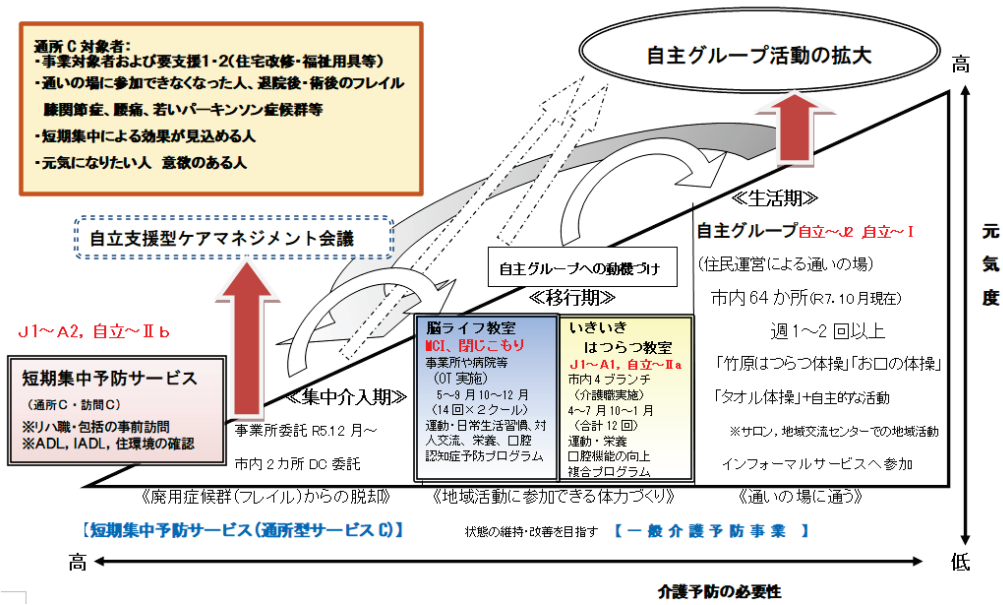 通所C対象者:
・事業対象者および要支援1・2(住宅改修・福祉用具等)
・通いの場に参加できなくなった人、退院後・術後のフレイル
膝関節症、腰痛、若いパーキンソン症候群等
・短期集中による効果が見込める人
・元気になりたい人 意欲のある人
自主グループ活動の拡大
高
自立支援型ケアマネジメント会議
J1～A2, 自立～Ⅱb
短期集中予防サービス
(通所C・訪問C)
※リハ職・包括の事前訪問
※ADL, IADL, 住環境の確認
≪集中介入期≫
事業所委託 R5.12月～
市内2カ所DC委託
自主グループへの動機づけ
≪移行期≫
脳ライフ教室
MCI、閉じこもり
事業所や病院等
(OT実施)
5～9月10～12月
(14回×2クール)
運動・日常生活習慣、対
人交流、栄養、口腔
認知症予防プログラム
いきいき
はつらつ教室
J1～A1, 自立～Ⅱa
市内4ブランチ
(介護職実施)
4～7月10～1月
(合計12回)
運動・栄養
口腔機能の向上
複合プログラム
≪生活期≫
自主グループ自立～J2 自立～Ⅰ
(住民運営による通いの場)
市内64か所(R7.10月現在)
週1～2回以上
「竹原はつらつ体操」「お口の体操」
「タオル体操」+自主的な活動
※サロン,地域交流センターでの地域活動
インフォーマルサービスへ参加
元気度
《廃用症候群(フレイル)からの脱却》
《地域活動に参加できる体力づくり》
《通いの場に通う》
【短期集中予防サービス(通所型サービスC)】
状態の維持・改善を目指す
【一般介護予防事業】
高
低
介護予防の必要性